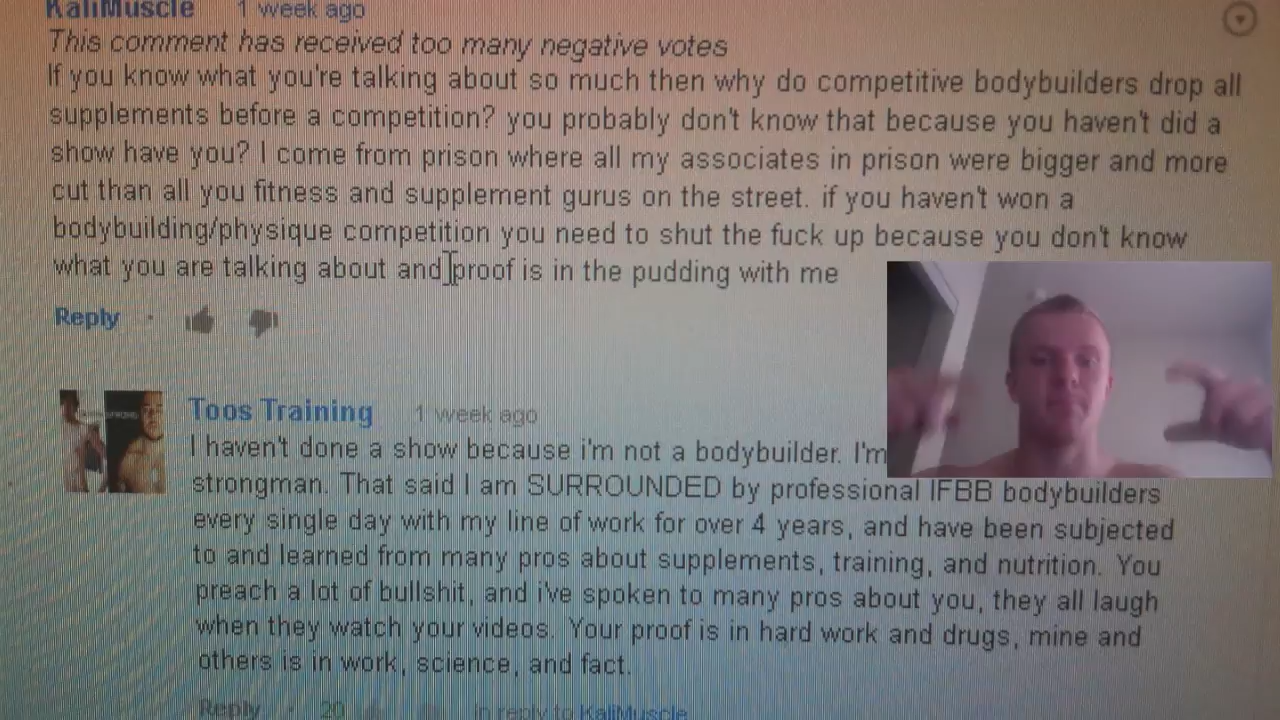 KaliMuscle 1 week ago
This comment has received too many negative votes
If you know what you're talking about so much then why do competitive bodybuilders drop all
supplements before a competition? you probably don't know that because you haven't did a
show have you? I come from prison where all my associates in prison were bigger and more
cut than all you fitness and supplement gurus on the street. if you haven't won a
bodybuilding/physique competition you need to shut the fuck up because you don't know
what you are talking about and proof is in the pudding with me
Reply
Toos Training 1 week ago
I haven't done a show because i'm not a bodybuilder. I'm
strongman. That said I am SURROUNDED by professional IFBB bodybuilders
every single day with my line of work for over 4 years, and have been subjected
to and learned from many pros about supplements, training, and nutrition. You
preach a lot of bullshit, and i've spoken to many pros about you, they all laugh
when they watch your videos. Your proof is in hard work and drugs, mine and
others is in work, science, and fact.
Reply 20 in reply to KaliMuscle